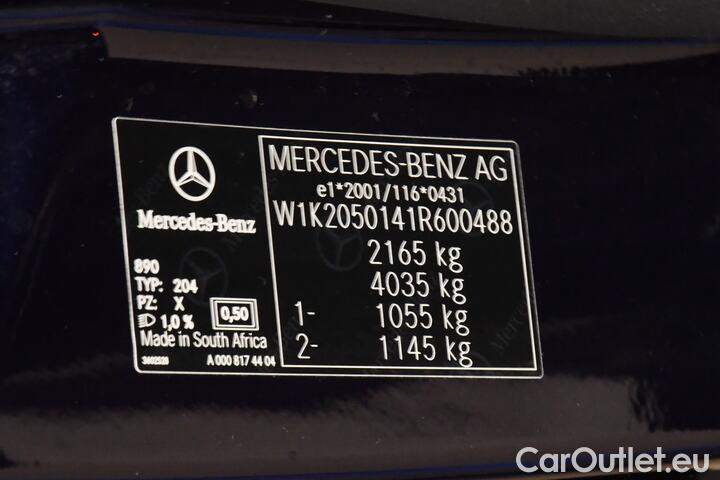 Mercedes-Benz
890
TYP: 204
PZ: X
1,0 %
0,50
Made in South Africa
3602528
A 000 817 44 04
MERCEDES-BENZ AG
e1*2001/116*0431
W1K2050141R600488
2165 kg
4035 kg
1- 1055 kg
2- 1145 kg
CarOutlet.eu